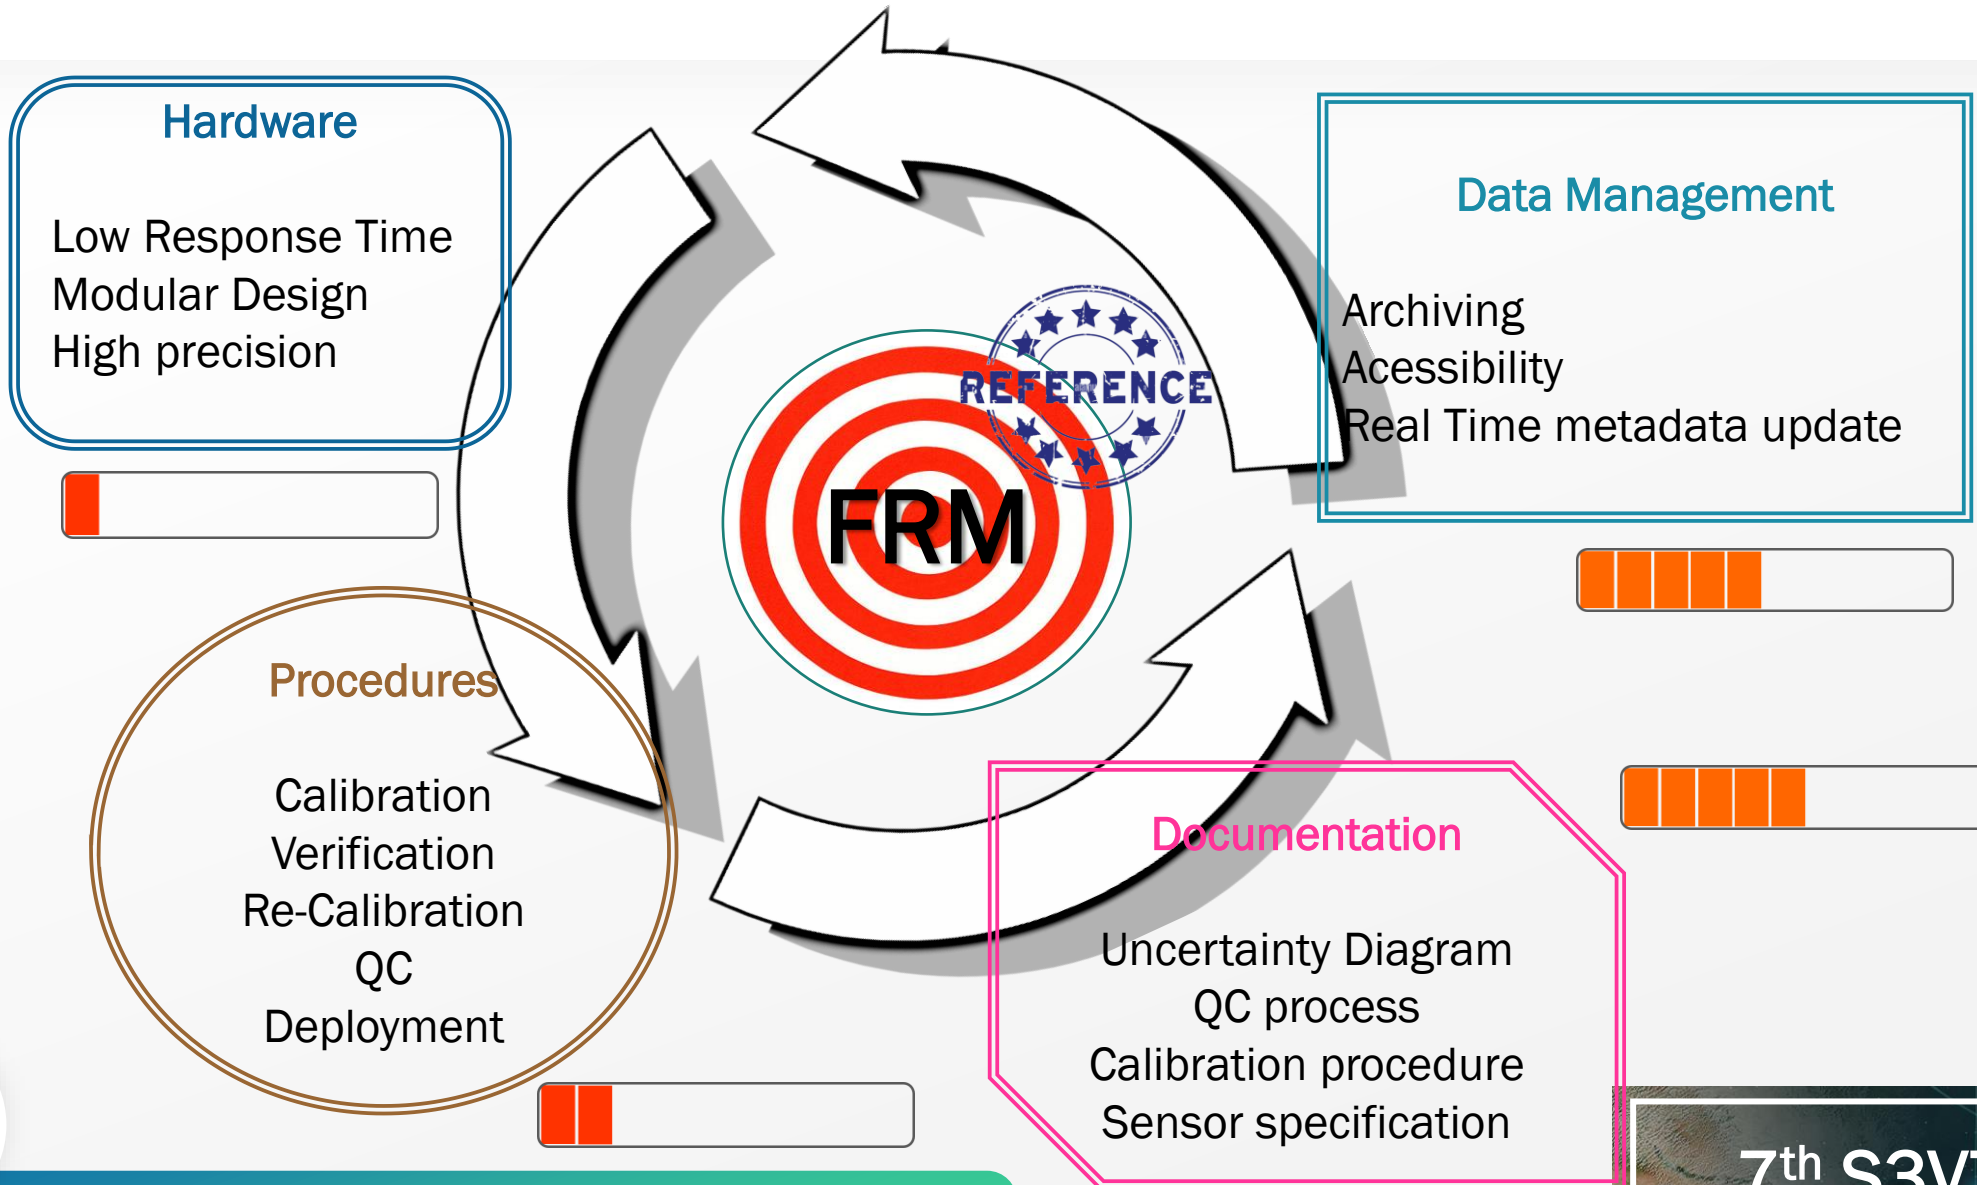 Hardware
Low Response Time
Modular Design
High precision
Data Management
Archiving
Acessibility
Real Time metadata update
REFERENCE
FRM
Procedures
Calibration
Verification
Re-Calibration
QC
Deployment
Documentation
Uncertainty Diagram
QC process
Calibration procedure
Sensor specification
7th